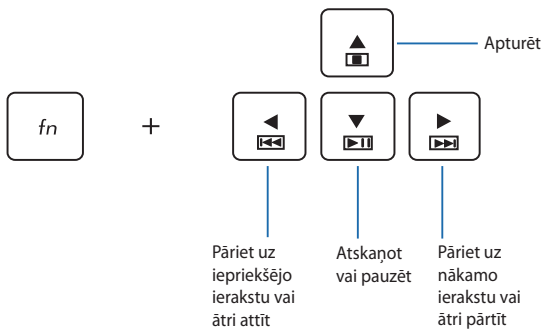 Apturēt
fn
+
Pāriet uz
iepriekšējo
ierakstu vai
ātri attīt
Atskaņot
vai pauzēt
Pāriet uz
nākamo
ierakstu vai
ātri pārtīt